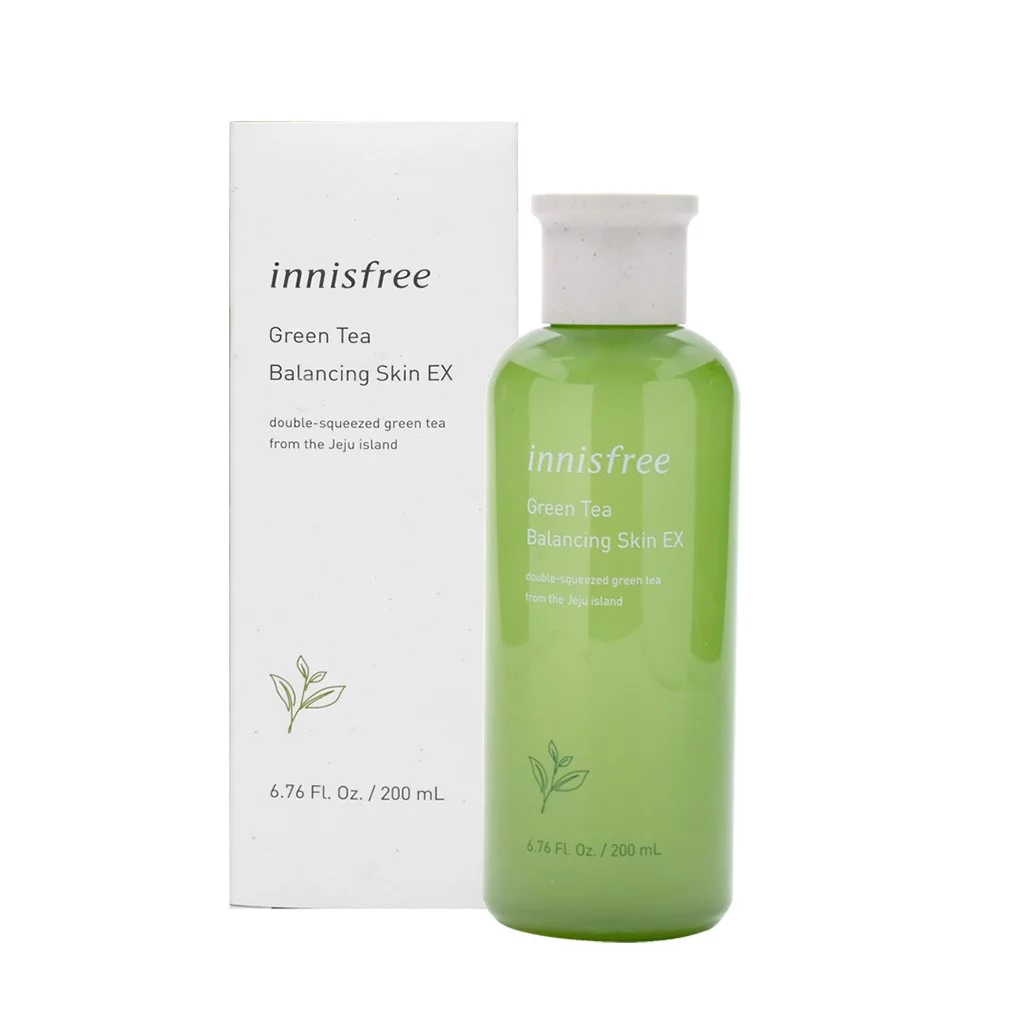 innisfree
Green Tea
Balancing Skin EX
double-squeezed green tea
from the Jeju island
6.76 Fl. Oz. / 200 mL
innisfree
Green Tea
Balancing Skin EX
double-squeezed green tea
from the Jeju island
6.76 Fl. Oz. / 200 mL